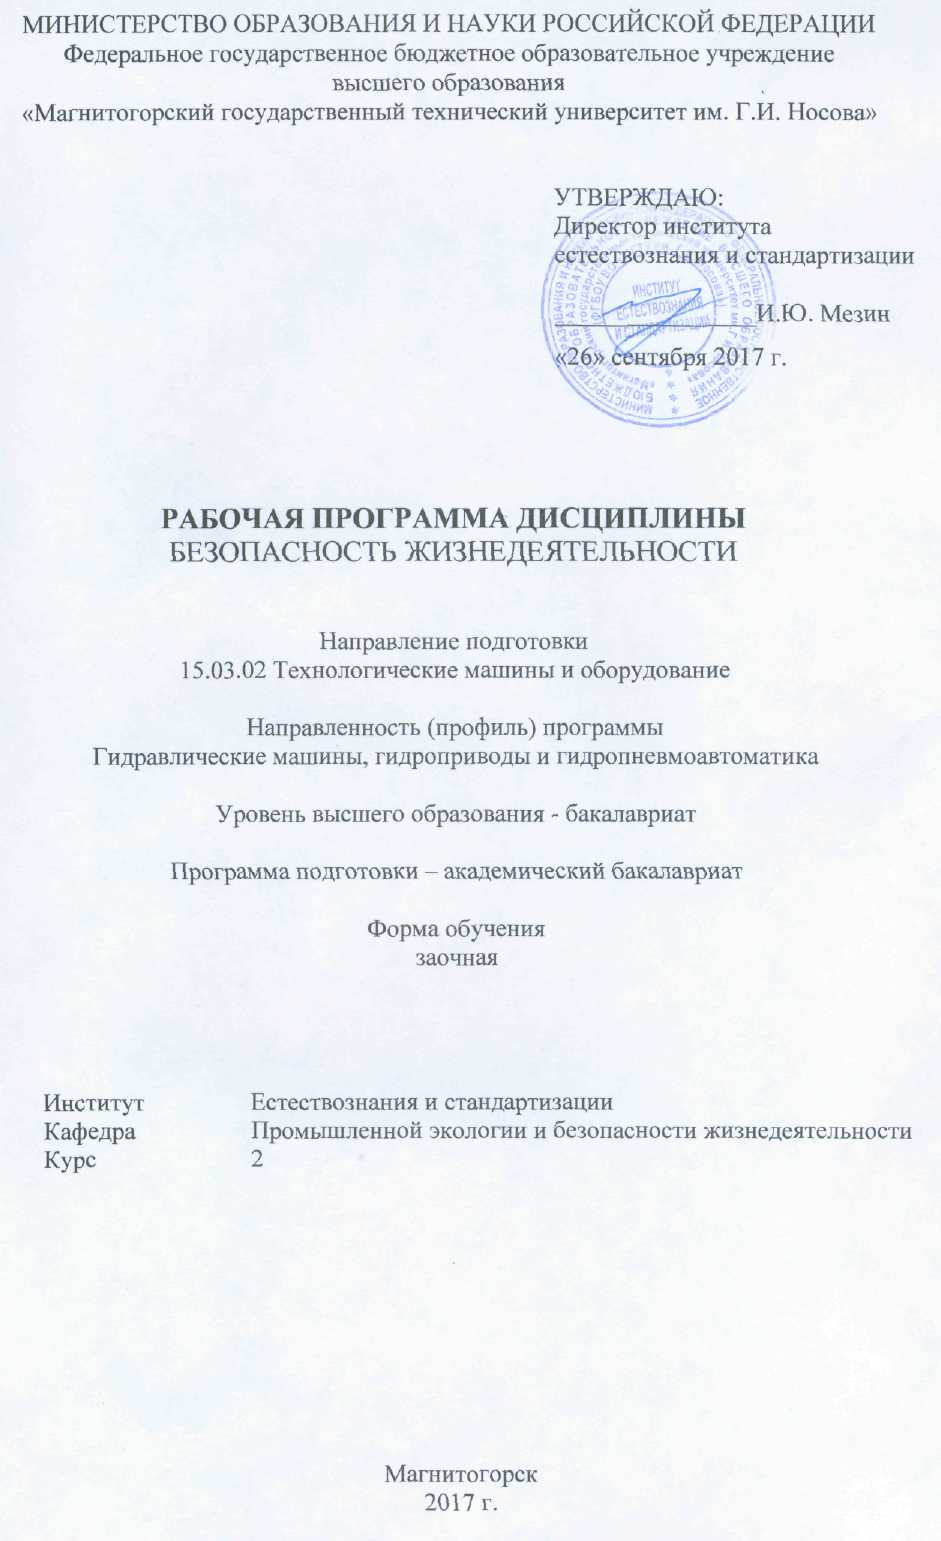 МИНИСТЕРСТВО ОБРАЗОВАНИЯ И НАУКИ РОССИЙСКОЙ ФЕДЕРАЦИИ
Федеральное государственное бюджетное образовательное учреждение
высшего образования
«Магнитогорский государственный технический университет им. Г.И. Носова»
УТВЕРЖДАЮ:
Директор института
естествознания и стандартизации
ИНСТИТУТ
ЕСТЕСТВОЗНАНИЯ
И СТАНДАРТИЗАЦИИ
И.Ю. Мезин
«26» сентября 2017 г.
РАБОЧАЯ ПРОГРАММА ДИСЦИПЛИНЫ
БЕЗОПАСНОСТЬ ЖИЗНЕДЕЯТЕЛЬНОСТИ
Направление подготовки
15.03.02 Технологические машины и оборудование
Направленность (профиль) программы
Гидравлические машины, гидроприводы и гидропневмоавтоматика
Уровень высшего образования - бакалавриат
Программа подготовки – академический бакалавриат
Форма обучения
заочная
Институт Естествознания и стандартизации
Кафедра Промышленной экологии и безопасности жизнедеятельности
Курс 2
Магнитогорск
2017 г.